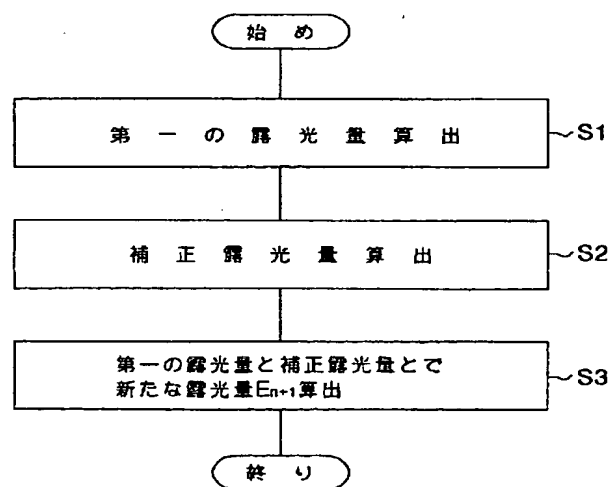 始め
第一の露光量算出
S1
補正露光量算出
S2
第一の露光量と補正露光量とで
新たな露光量En+1算出
S3
終り